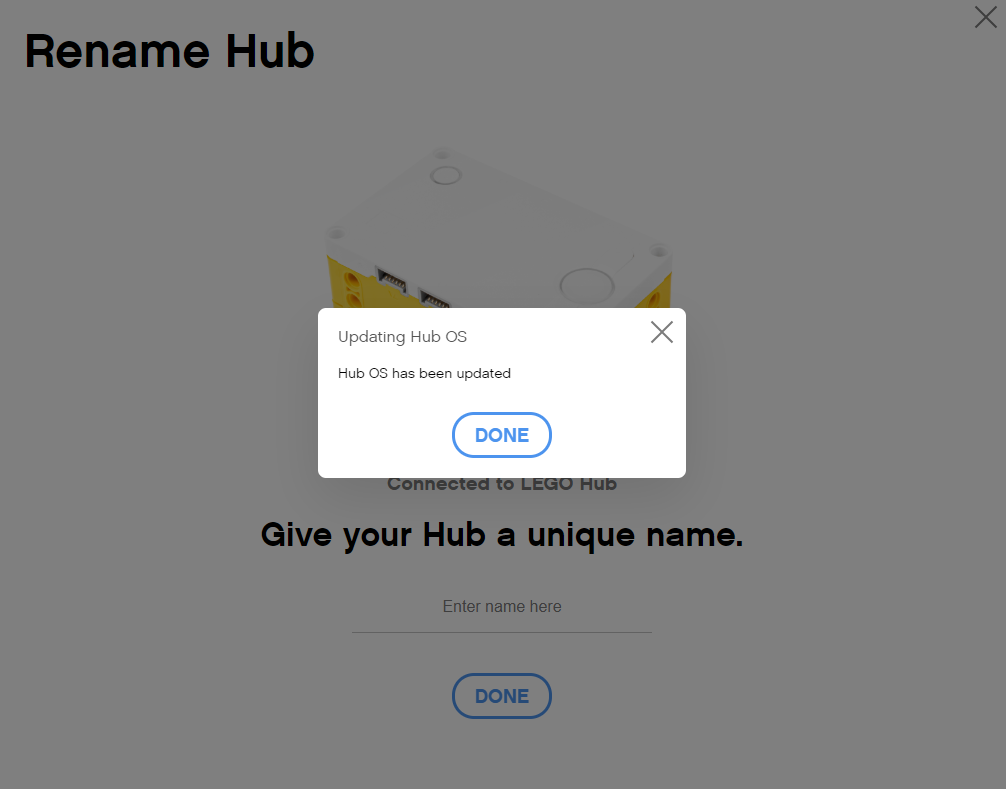 Rename Hub
Updating Hub OS
Hub OS has been updated
DONE
Connected to LEGO Hub
Give your Hub a unique name.
Enter name here
DONE